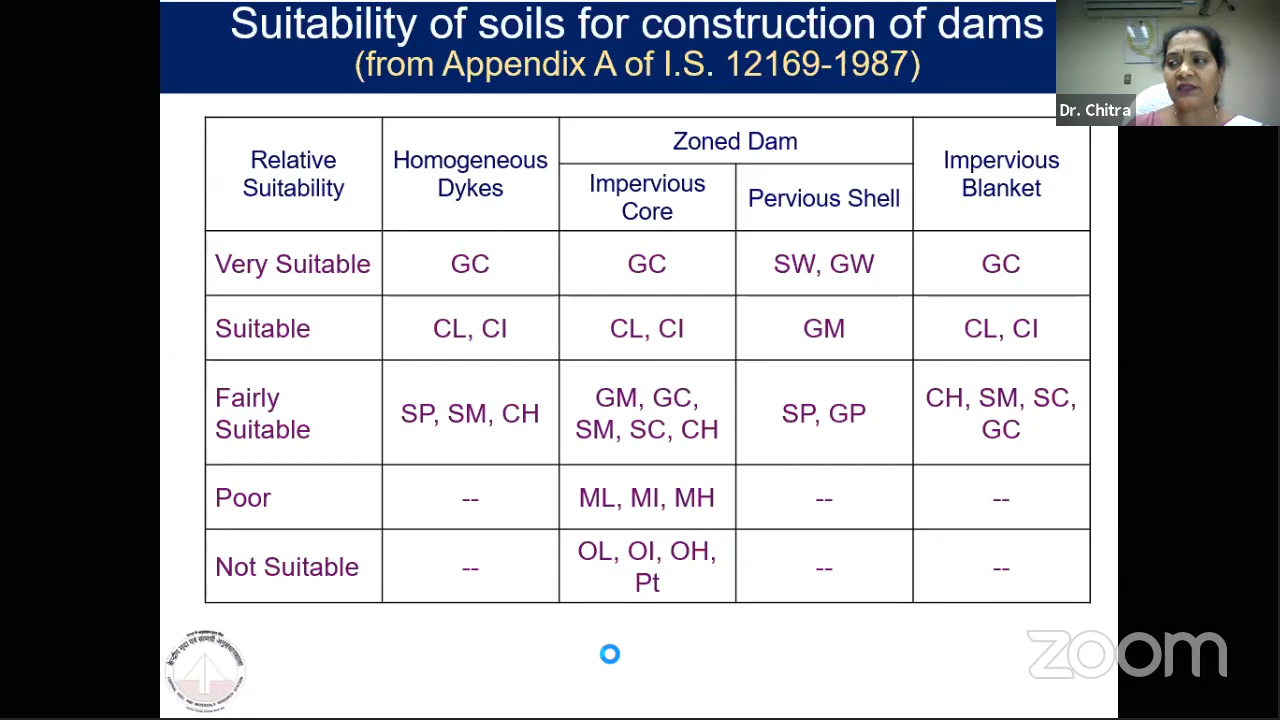 Suitability of soils for construction of dams
(from Appendix A of I.S. 12169-1987)
Dr. Chitra
Relative Suitability
Homogeneous Dykes
Zoned Dam
Impervious Core
Pervious Shell
Impervious Blanket
Very Suitable
GC
GC
SW, GW
GC
Suitable
CL, CI
CL, CI
GM
CL, CI
Fairly Suitable
SP, SM, CH
GM, GC,
SM, SC, CH
SP, GP
CH, SM, SC,
GC
Poor
--
ML, MI, MH
--
--
Not Suitable
--
OL, OI, OH,
Pt
--
--
zoom